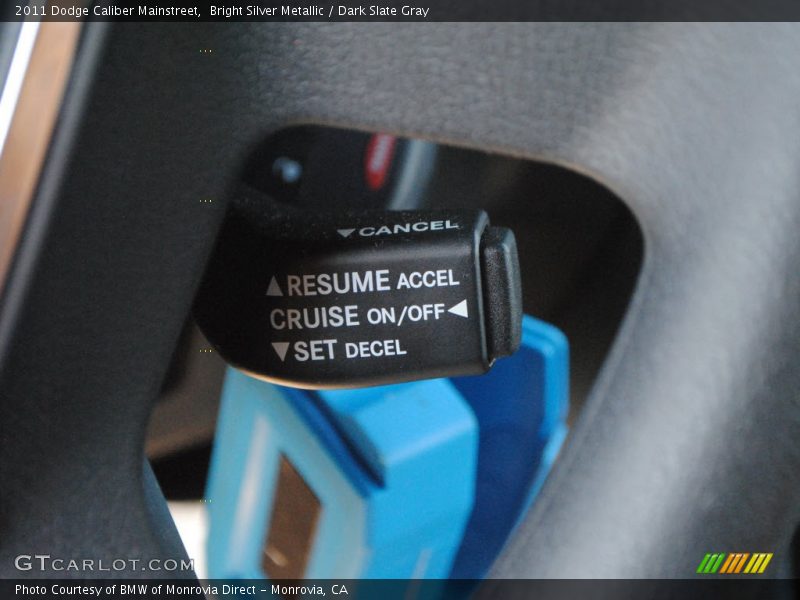 2011 Dodge Caliber Mainstreet,  Bright Silver Metallic / Dark Slate Gray
▼CANCEL
▲RESUME ACCEL
CRUISE ON/OFF◀
▼SET DECEL
GTCARLOT.COM
Photo Courtesy of BMW of Monrovia Direct - Monrovia, CA